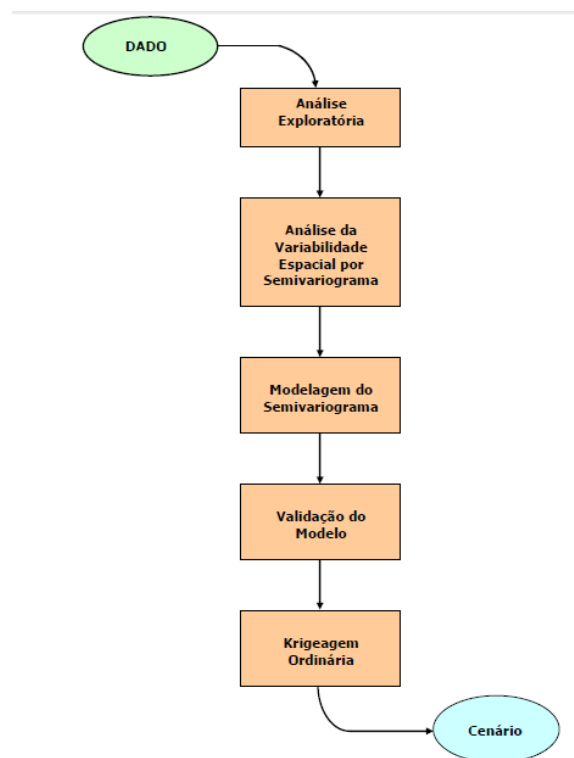 DADO
Análise
Exploratória
Análise da
Variabilidade
Espacial por
Semivariograma
Modelagem do
Semivariograma
Validação do
Modelo
Krigeagem
Ordinária
Cenário